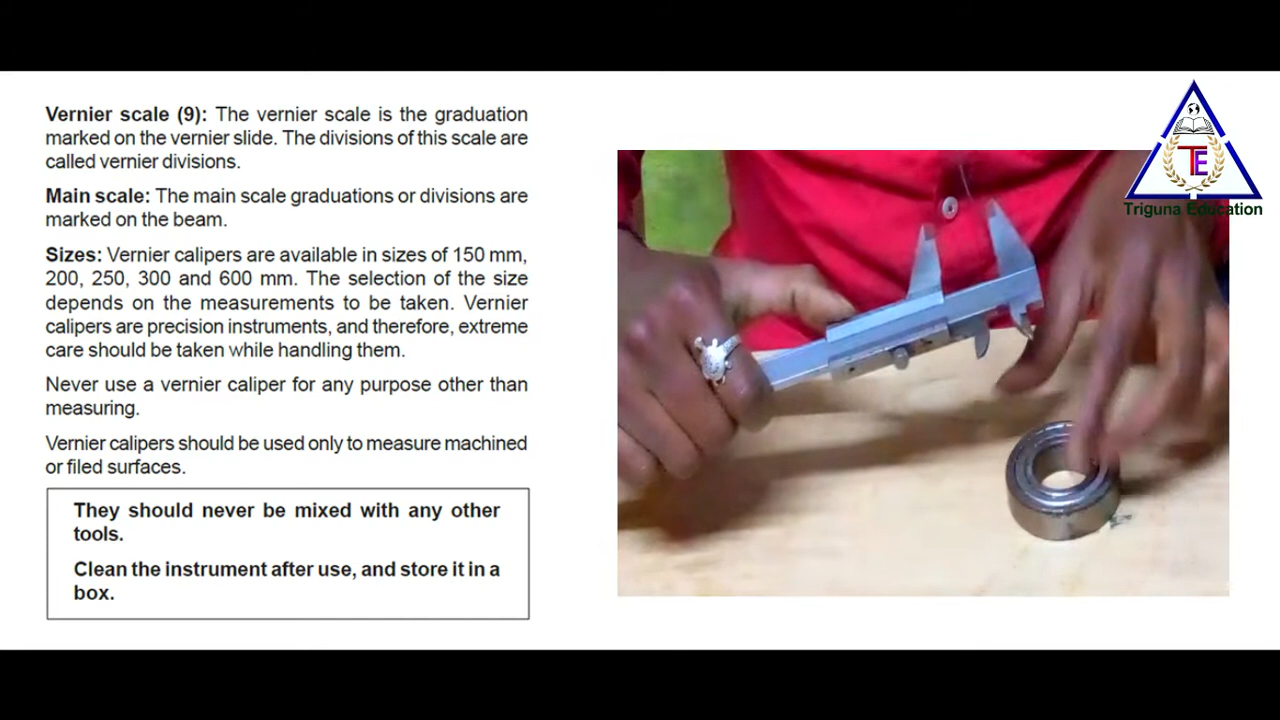 Vernier scale (9): The vernier scale is the graduation
marked on the vernier slide. The divisions of this scale are
called vernier divisions.
Main scale: The main scale graduations or divisions are
marked on the beam.
Sizes: Vernier calipers are available in sizes of 150 mm,
200, 250, 300 and 600 mm. The selection of the size
depends on the measurements to be taken. Vernier
calipers are precision instruments, and therefore, extreme
care should be taken while handling them.
Never use a vernier caliper for any purpose other than
measuring.
Vernier calipers should be used only to measure machined
or filed surfaces.
They should never be mixed with any other
tools.
Clean the instrument after use, and store it in a
box.
TE
Triguna Education